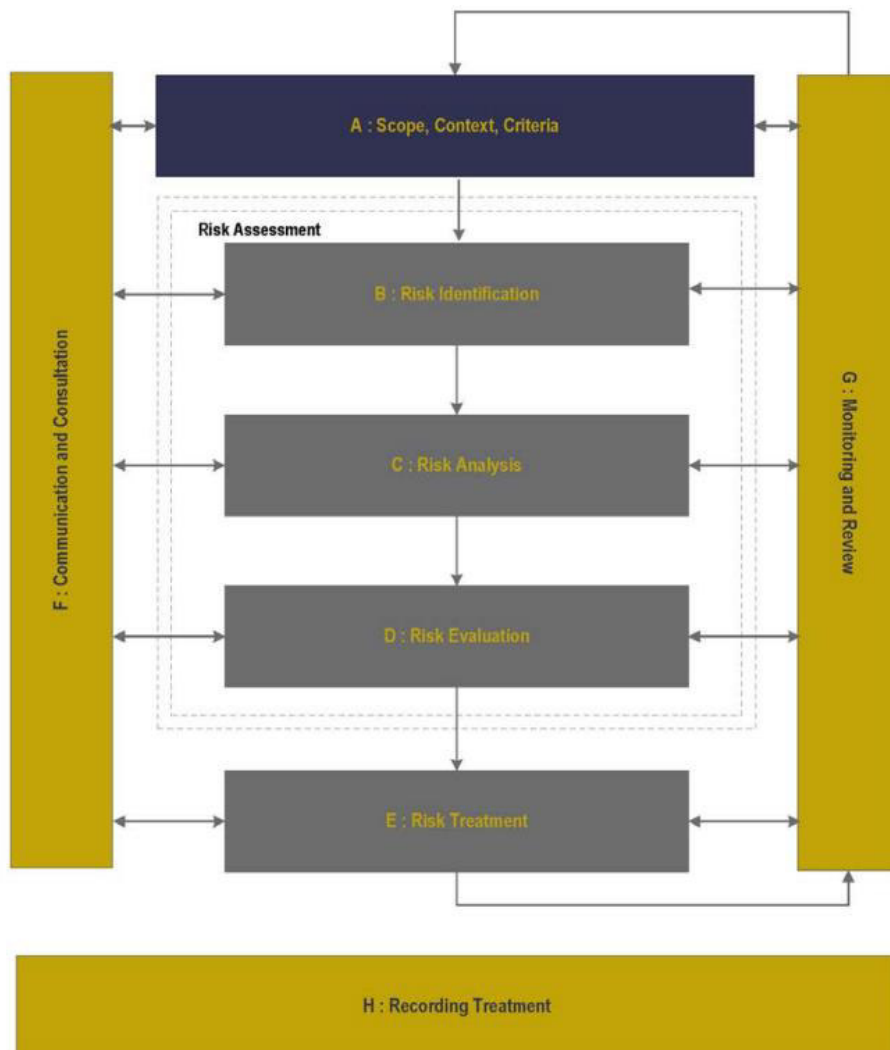 A : Scope, Context, Criteria
Risk Assessment
B : Risk Identification
C : Risk Analysis
D : Risk Evaluation
E : Risk Treatment
F : Communication and Consultation
G : Monitoring and Review
H : Recording Treatment